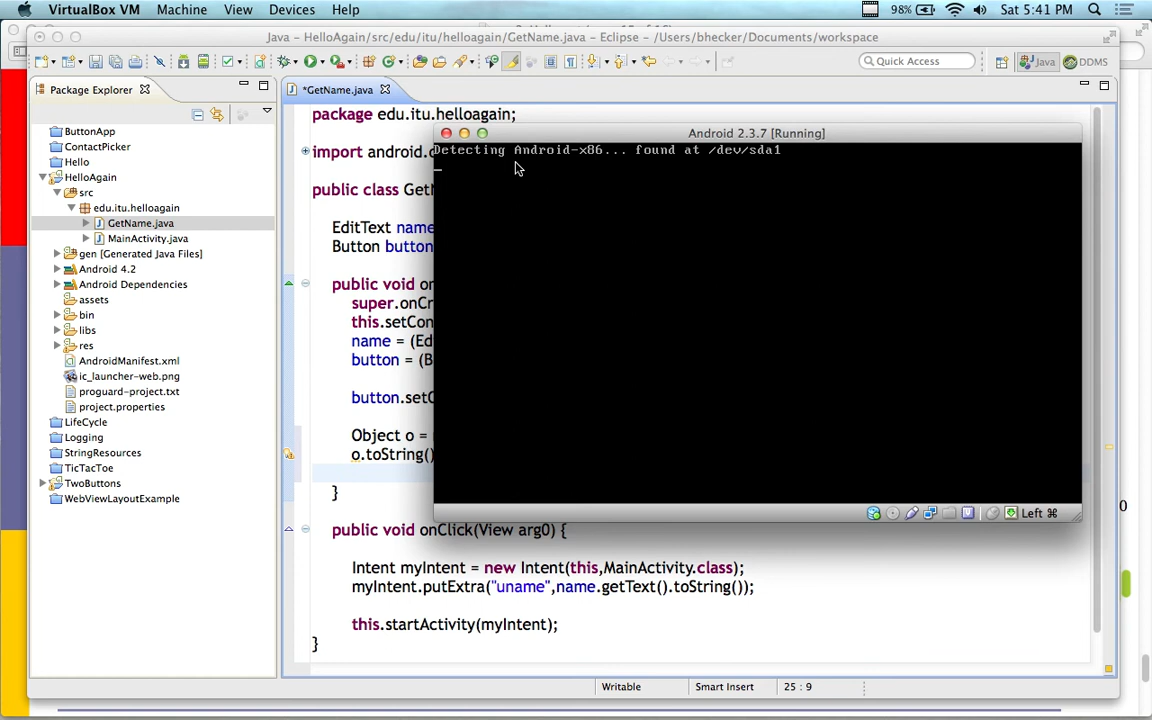 VirtualBox VM Machine View Devices Help 98% Sat 5:41 PM
Java – HelloAgain/src/edu/itu/helloagain/GetName.java – Eclipse – /Users/bhecker/Documents/workspace
Quick Access Java DDMS
Package Explorer
ButtonApp
ContactPicker
Hello
HelloAgain
src
edu.itu.helloagain
GetName.java
MainActivity.java
gen [Generated Java Files]
Android 4.2
Android Dependencies
assets
bin
libs
res
AndroidManifest.xml
ic_launcher-web.png
proguard-project.txt
project.properties
LifeCycle
Logging
StringResources
TicTacToe
TwoButtons
WebViewLayoutExample
*GetName.java
package edu.itu.helloagain;
import android.
public class Get
EditText name
Button button
public void on
super.onCr
this.setCon
name = (Ed
button = (B
button.setO
Object o =
o.toString()
}
public void onClick(View arg0) {
Intent myIntent = new Intent(this,MainActivity.class);
myIntent.putExtra("uname",name.getText().toString());
this.startActivity(myIntent);
}
Android 2.3.7 [Running]
Detecting Android-x86... found at /dev/sda1
Left ⌘
Writable Smart Insert 25 : 9